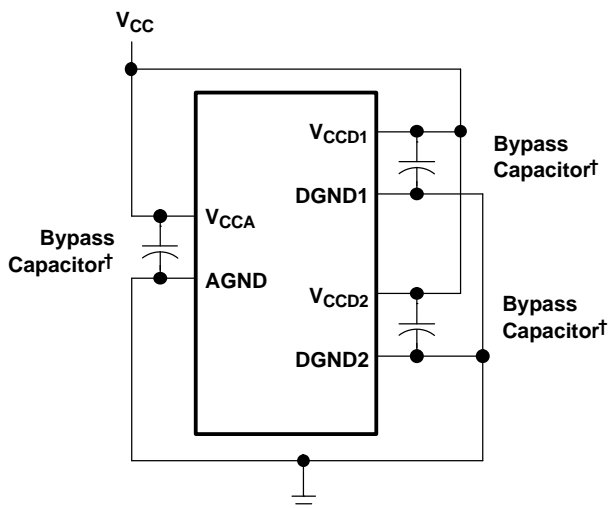 VCC
VCCD1
Bypass
Capacitor†
DGND1
VCCA
Bypass
Capacitor†
AGND
VCCD2
Bypass
Capacitor†
DGND2